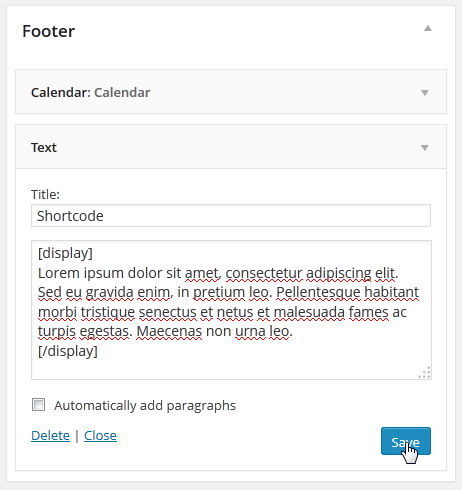 Footer
Calendar: Calendar
Text
Title:
Shortcode
[display]
Lorem ipsum dolor sit amet, consectetur adipiscing elit.
Sed eu gravida enim, in pretium leo. Pellentesque habitant
morbi tristique senectus et netus et malesuada fames ac
turpis egestas. Maecenas non urna leo.
[/display]
Automatically add paragraphs
Delete | Close
Save